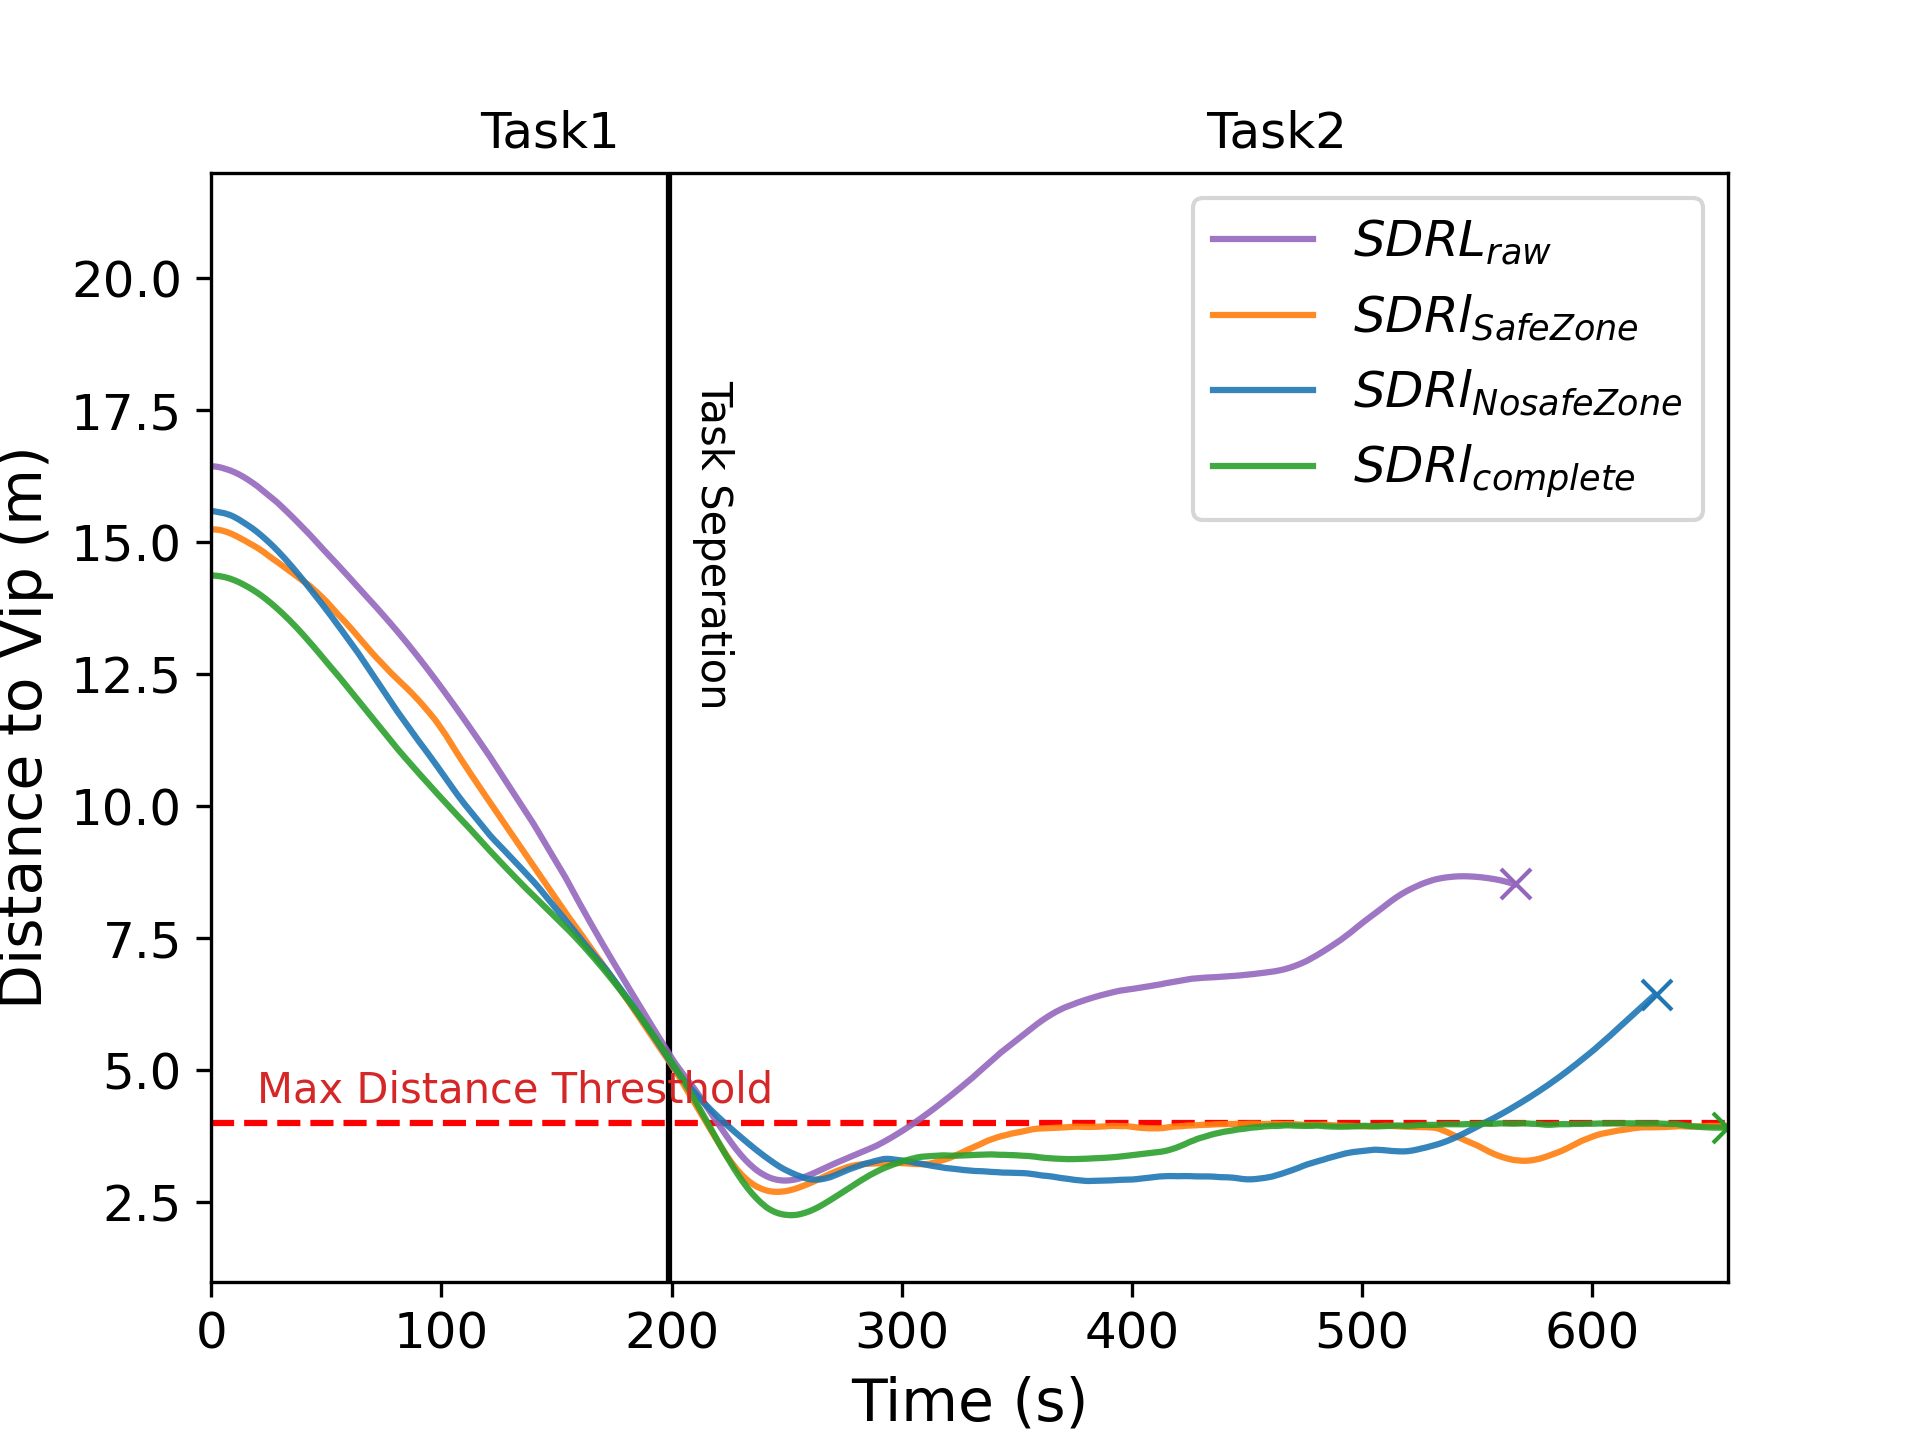 Task1 Task2
SDRL_raw
SDRl_SafeZone
SDRl_NosafeZone
SDRl_complete
20.0
17.5
15.0
12.5
10.0
7.5
5.0
2.5
Distance to Vip (m)
Task Seperation
Max Distance Thresthold
0 100 200 300 400 500 600
Time (s)